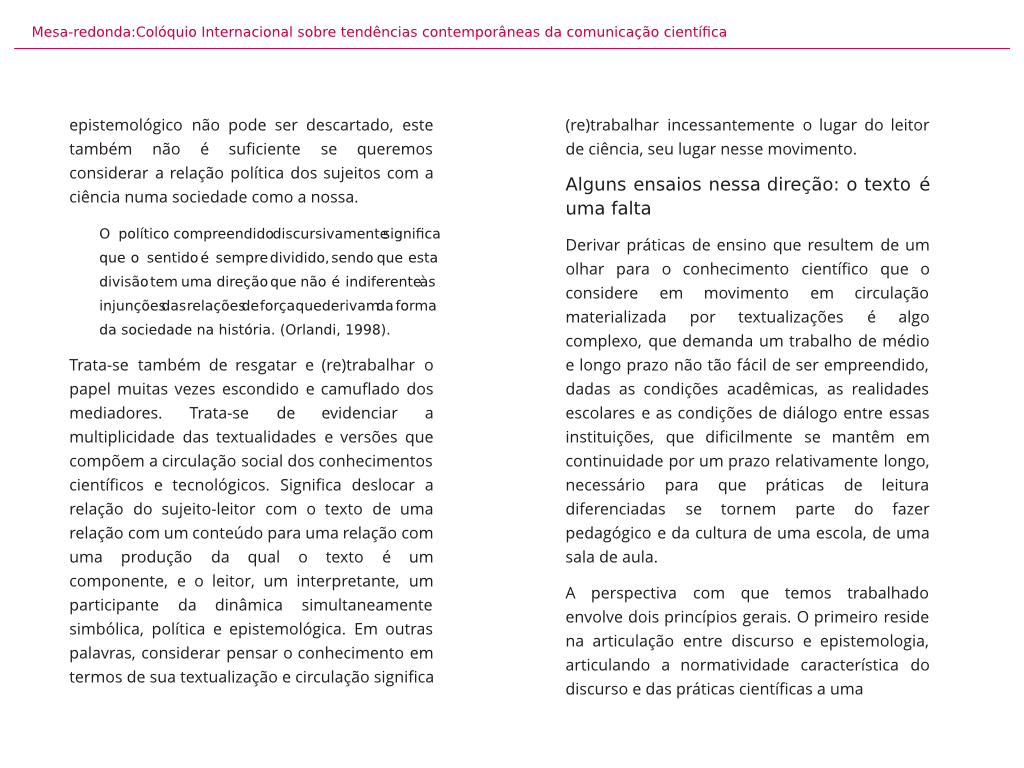 Mesa-redonda:Colóquio Internacional sobre tendências contemporâneas da comunicação científica
epistemológico não pode ser descartado, este
também não é suficiente se queremos
considerar a relação política dos sujeitos com a
ciência numa sociedade como a nossa.
O político compreendido discursivamente significa
que o sentido é sempre dividido, sendo que esta
divisão tem uma direção que não é indiferente às
injunções das relações de força que derivam da forma
da sociedade na história. (Orlandi, 1998).
Trata-se também de resgatar e (re)trabalhar o
papel muitas vezes escondido e camuflado dos
mediadores. Trata-se de evidenciar a
multiplicidade das textualidades e versões que
compõem a circulação social dos conhecimentos
científicos e tecnológicos. Significa deslocar a
relação do sujeito-leitor com o texto de uma
relação com um conteúdo para uma relação com
uma produção da qual o texto é um
componente, e o leitor, um interpretante, um
participante da dinâmica simultaneamente
simbólica, política e epistemológica. Em outras
palavras, considerar pensar o conhecimento em
termos de sua textualização e circulação significa
(re)trabalhar incessantemente o lugar do leitor
de ciência, seu lugar nesse movimento.
Alguns ensaios nessa direção: o texto é
uma falta
Derivar práticas de ensino que resultem de um
olhar para o conhecimento científico que o
considere em movimento em circulação
materializada por textualizações é algo
complexo, que demanda um trabalho de médio
e longo prazo não tão fácil de ser empreendido,
dadas as condições acadêmicas, as realidades
escolares e as condições de diálogo entre essas
instituições, que dificilmente se mantêm em
continuidade por um prazo relativamente longo,
necessário para que práticas de leitura
diferenciadas se tornem parte do fazer
pedagógico e da cultura de uma escola, de uma
sala de aula.
A perspectiva com que temos trabalhado
envolve dois princípios gerais. O primeiro reside
na articulação entre discurso e epistemologia,
articulando a normatividade característica do
discurso e das práticas científicas a uma